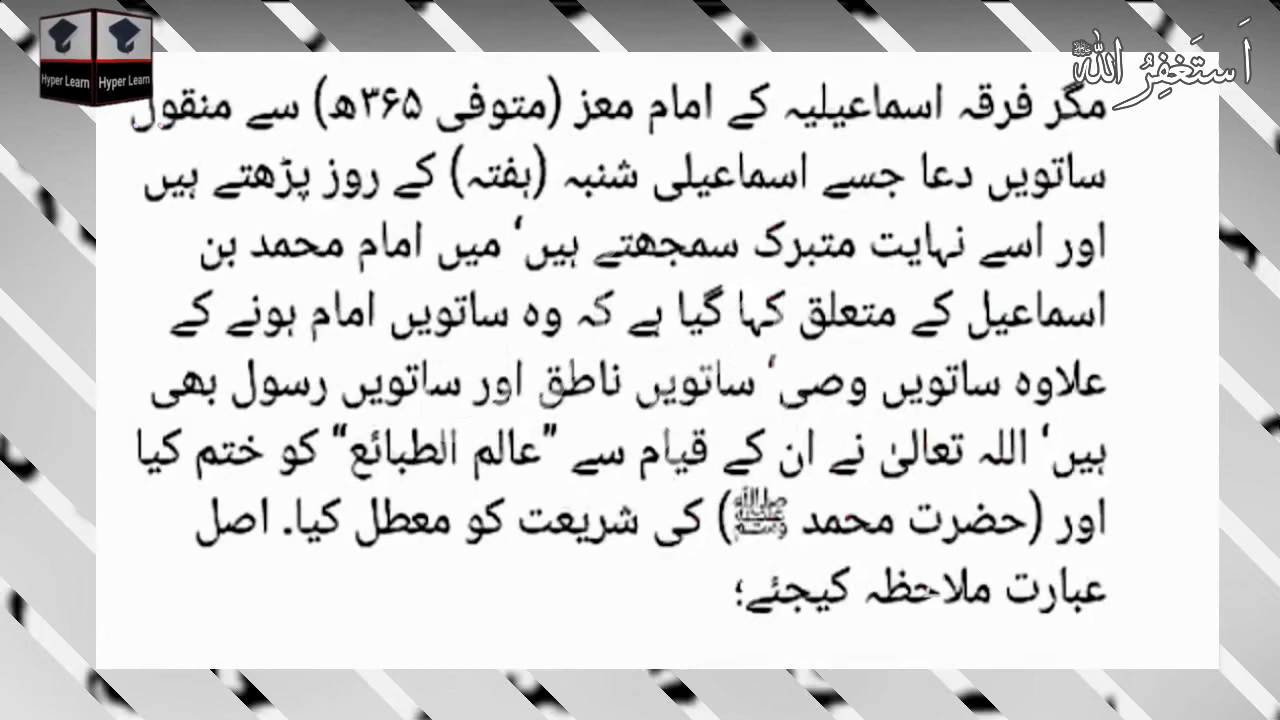 Hyper Learn Hyper Learn
اَستَغفِرُ اللہ ﷻ
مگر فرقہ اسماعیلیہ کے امام معز (متوفی ۳۶۵ھ) سے منقول
ساتویں دعا جسے اسماعیلی شنبہ (ہفتہ) کے روز پڑھتے ہیں
اور اسے نہایت متبرک سمجھتے ہیں‘ میں امام محمد بن
اسماعیل کے متعلق کہا گیا ہے کہ وہ ساتویں امام ہونے کے
علاوہ ساتویں وصی‘ ساتویں ناطق اور ساتویں رسول بھی
ہیں‘ اللہ تعالیٰ نے ان کے قیام سے ”عالم الطبائع“ کو ختم کیا
اور (حضرت محمد ﷺ) کی شریعت کو معطل کیا۔ اصل
عبارت ملاحظہ کیجئے؛